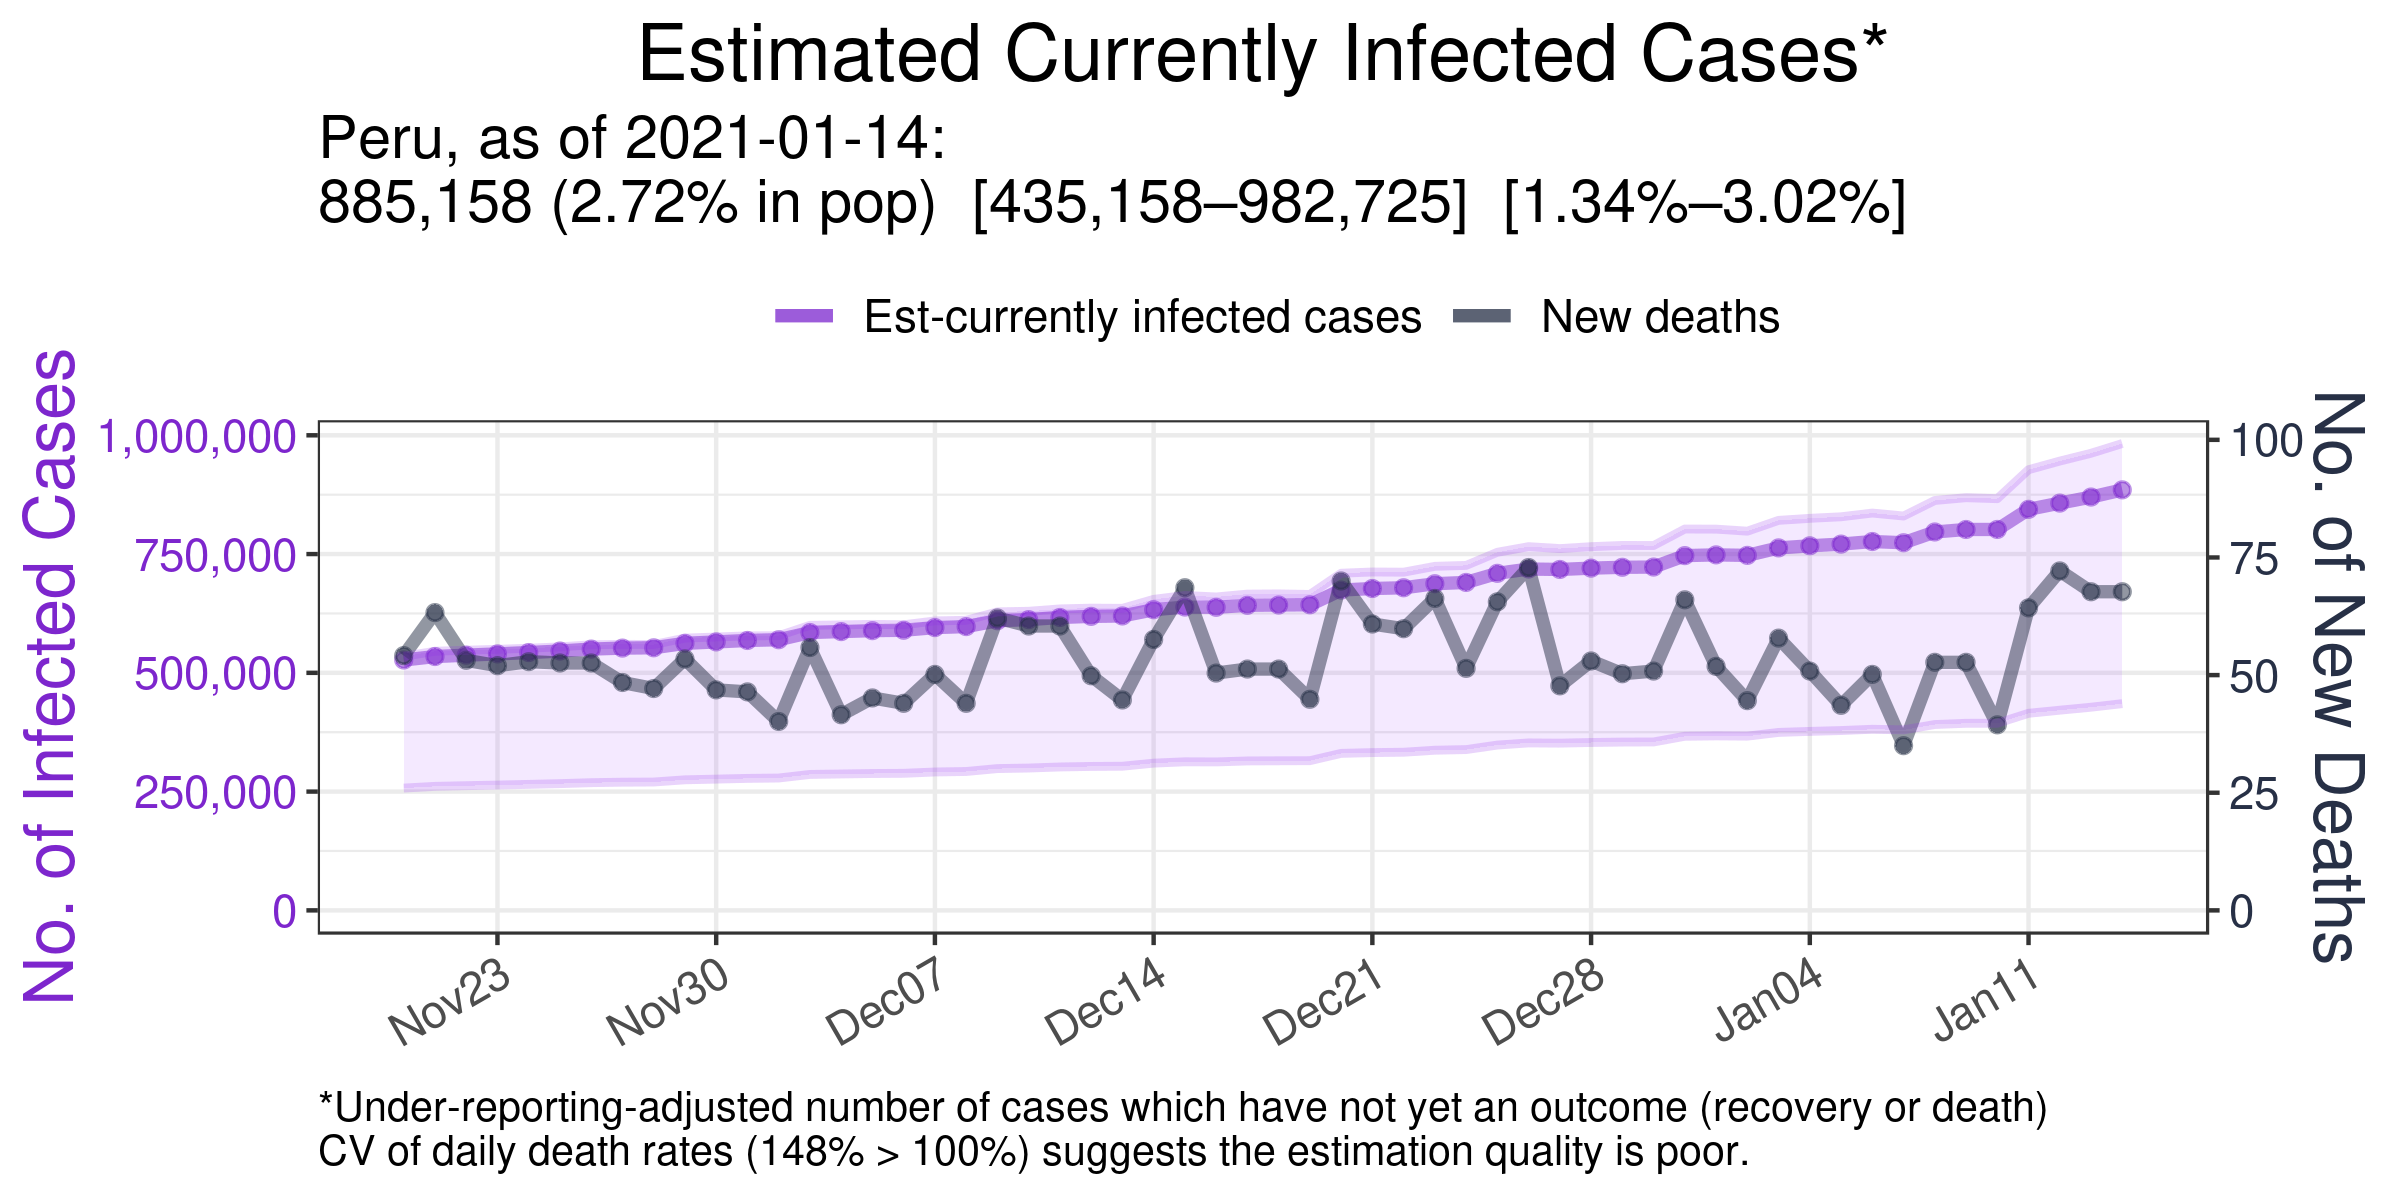 Estimated Currently Infected Cases*
Peru, as of 2021-01-14:
885,158 (2.72% in pop) [435,158–982,725] [1.34%–3.02%]
Est-currently infected cases
New deaths
No. of Infected Cases
1,000,000
750,000
500,000
250,000
0
100
75
50
25
0
No. of New Deaths
Nov23
Nov30
Dec07
Dec14
Dec21
Dec28
Jan04
Jan11
*Under-reporting-adjusted number of cases which have not yet an outcome (recovery or death)
CV of daily death rates (148% > 100%) suggests the estimation quality is poor.